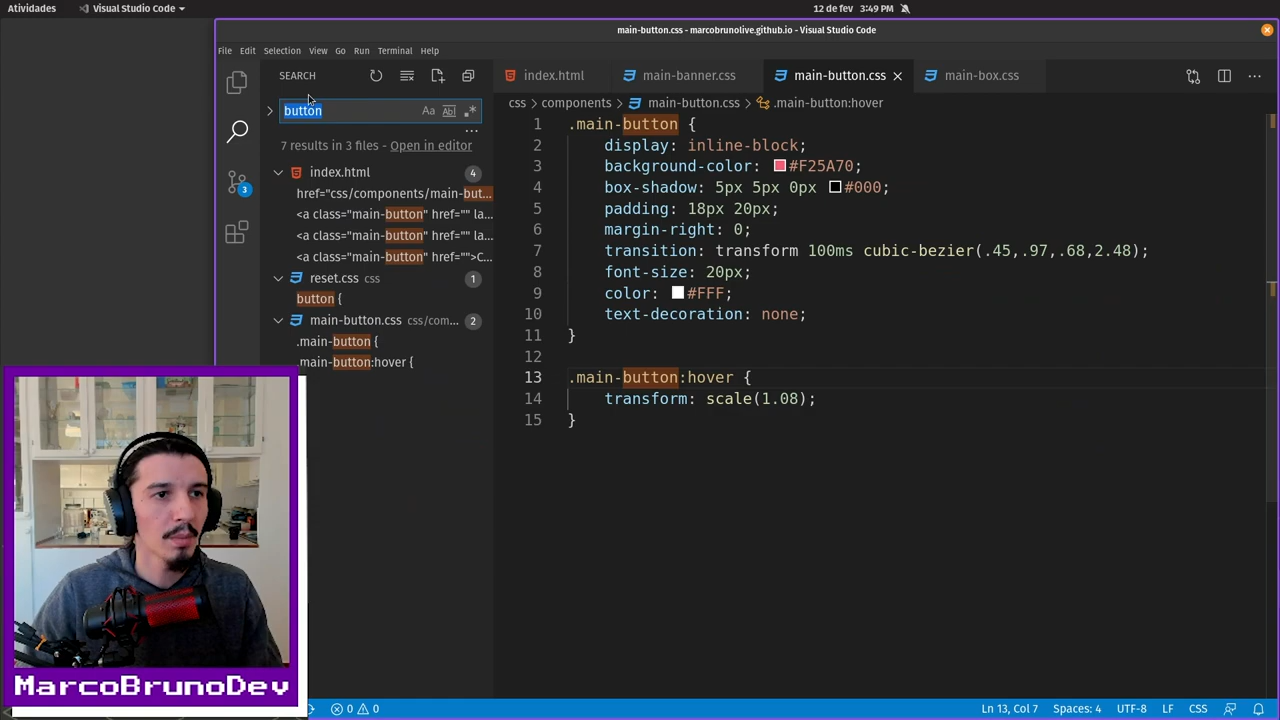 Atividades
Visual Studio Code
12 de fev 3:49 PM
main-button.css - marcobrunolive.github.io - Visual Studio Code
File Edit Selection View Go Run Terminal Help
SEARCH
index.html
main-banner.css
main-button.css
main-box.css
button
Aa Abl .*
css > components > main-button.css > .main-button:hover
7 results in 3 files - Open in editor
index.html 4
href="css/components/main-but...
<a class="main-button" href="" la...
<a class="main-button" href="" la...
<a class="main-button" href="">C...
reset.css css 1
button {
main-button.css css/com... 2
.main-button {
.main-button:hover {
3
1 .main-button {
2 display: inline-block;
3 background-color: #F25A70;
4 box-shadow: 5px 5px 0px #000;
5 padding: 18px 20px;
6 margin-right: 0;
7 transition: transform 100ms cubic-bezier(.45,.97,.68,2.48);
8 font-size: 20px;
9 color: #FFF;
10 text-decoration: none;
11 }
12
13 .main-button:hover {
14 transform: scale(1.08);
15 }
MarcoBrunoDev
0 0
Ln 13, Col 7 Spaces: 4 UTF-8 LF CSS